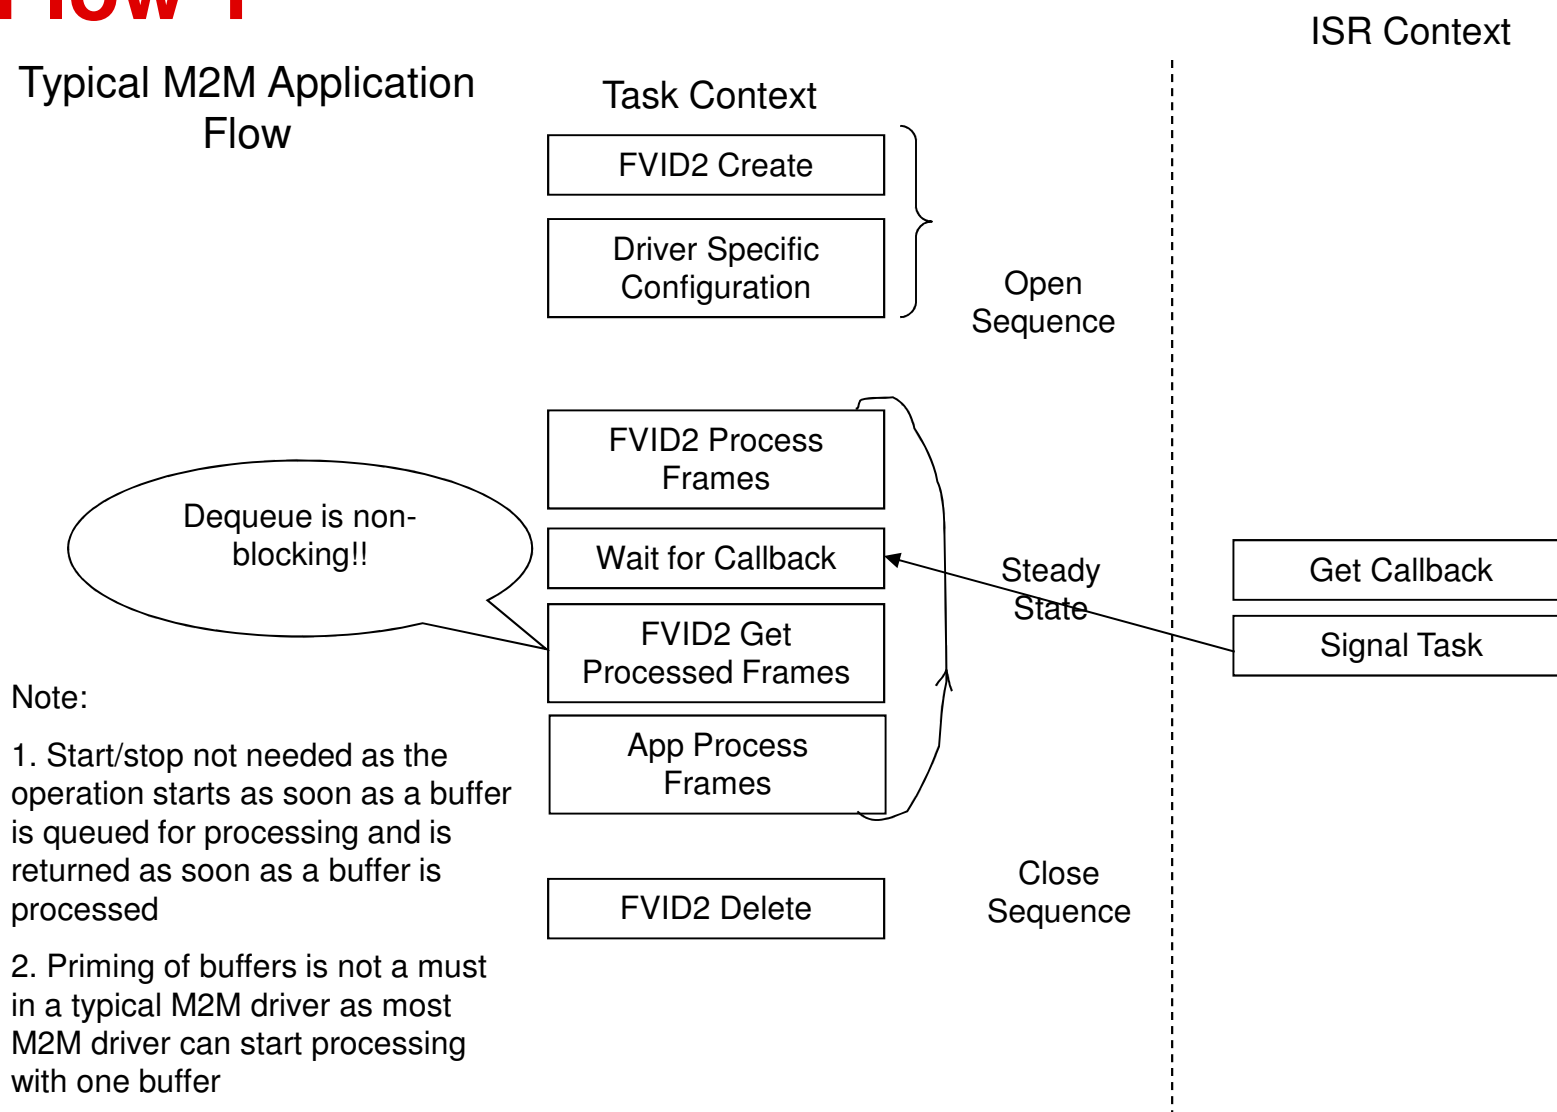 Flow 1
ISR Context
Typical M2M Application
Flow
Task Context
FVID2 Create
Driver Specific
Configuration
Open
Sequence
FVID2 Process
Frames
Dequeue is non-
blocking!!
Wait for Callback
Steady
State
Get Callback
Signal Task
FVID2 Get
Processed Frames
App Process
Frames
Note:
1. Start/stop not needed as the
operation starts as soon as a buffer
is queued for processing and is
returned as soon as a buffer is
processed
Close
Sequence
FVID2 Delete
2. Priming of buffers is not a must
in a typical M2M driver as most
M2M driver can start processing
with one buffer